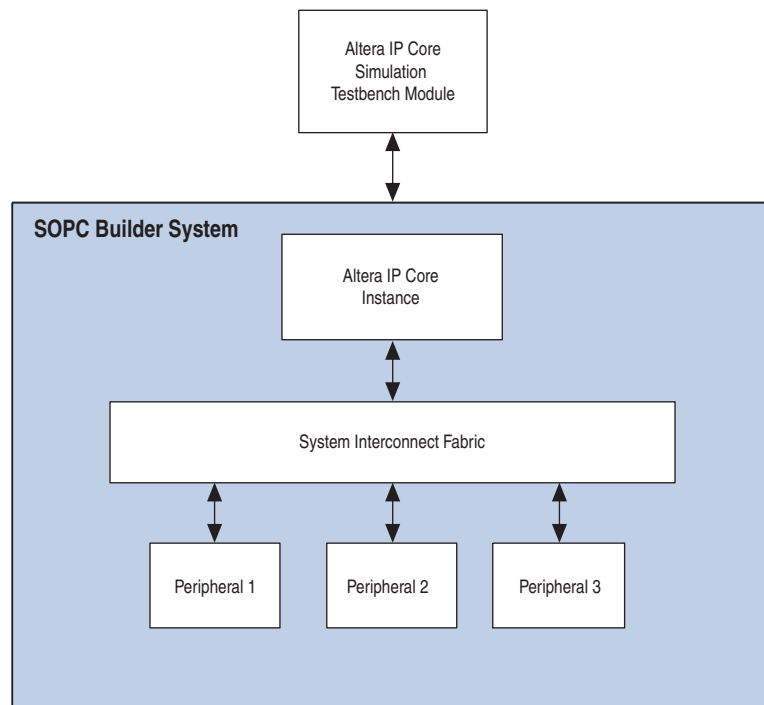 Altera IP Core
Simulation
Testbench Module
SOPC Builder System
Altera IP Core
Instance
System Interconnect Fabric
Peripheral 1
Peripheral 2
Peripheral 3